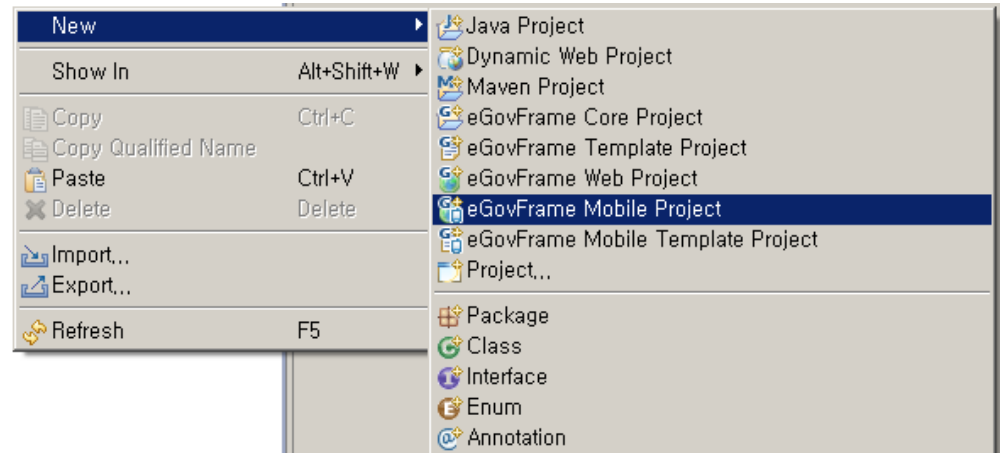 New
Show In Alt+Shift+W
Copy Ctrl+C
Copy Qualified Name
Paste Ctrl+V
Delete Delete
Import...
Export...
Refresh F5
Java Project
Dynamic Web Project
Maven Project
eGovFrame Core Project
eGovFrame Template Project
eGovFrame Web Project
eGovFrame Mobile Project
eGovFrame Mobile Template Project
Project...
Package
Class
Interface
Enum
Annotation